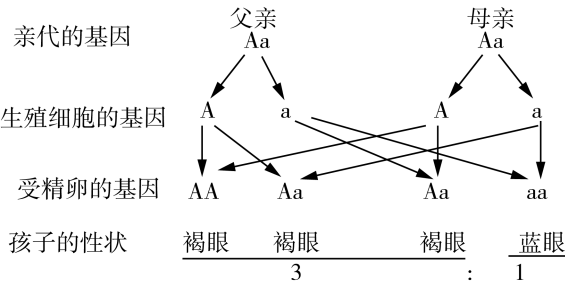 父亲 母亲
亲代的基因 Aa Aa
生殖细胞的基因 A a A a
受精卵的基因 AA Aa Aa aa
孩子的性状 褐眼 褐眼 褐眼 蓝眼
3 : 1